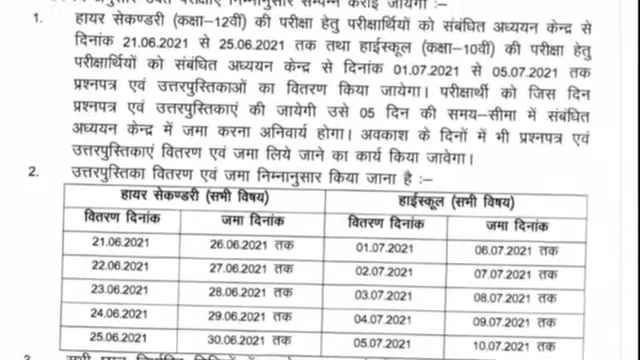 अनुसार उक्त परीक्षाएं निम्नानुसार सम्पन्न कराई जायेगी :–
1. हायर सेकण्डरी (कक्षा–12वीं) की परीक्षा हेतु परीक्षार्थियों को संबंधित अध्ययन केन्द्र से
दिनांक 21.06.2021 से 25.06.2021 तक तथा हाईस्कूल (कक्षा–10वीं) की परीक्षा हेतु
परीक्षार्थियों को संबंधित अध्ययन केन्द्र से दिनांक 01.07.2021 से 05.07.2021 तक
प्रश्नपत्र एवं उत्तरपुस्तिकाओं का वितरण किया जायेगा। परीक्षार्थी को जिस दिन
प्रश्नपत्र एवं उत्तरपुस्तिकाएं की जायेगी उसे 05 दिन की समय–सीमा में संबंधित
अध्ययन केन्द्र में जमा करना अनिवार्य होगा। अवकाश के दिनों में भी प्रश्नपत्र एवं
उत्तरपुस्तिकाएं वितरण एवं जमा लिये जाने का कार्य किया जावेगा।
2. उत्तरपुस्तिका वितरण एवं जमा निम्नानुसार किया जाना है :–
हायर सेकण्डरी (सभी विषय) हाईस्कूल (सभी विषय)
वितरण दिनांक जमा दिनांक वितरण दिनांक जमा दिनांक
21.06.2021 26.06.2021 तक 01.07.2021 06.07.2021 तक
22.06.2021 27.06.2021 तक 02.07.2021 07.07.2021 तक
23.06.2021 28.06.2021 तक 03.07.2021 08.07.2021 तक
24.06.2021 29.06.2021 तक 04.07.2021 09.07.2021 तक
25.06.2021 30.06.2021 तक 05.07.2021 10.07.2021 तक